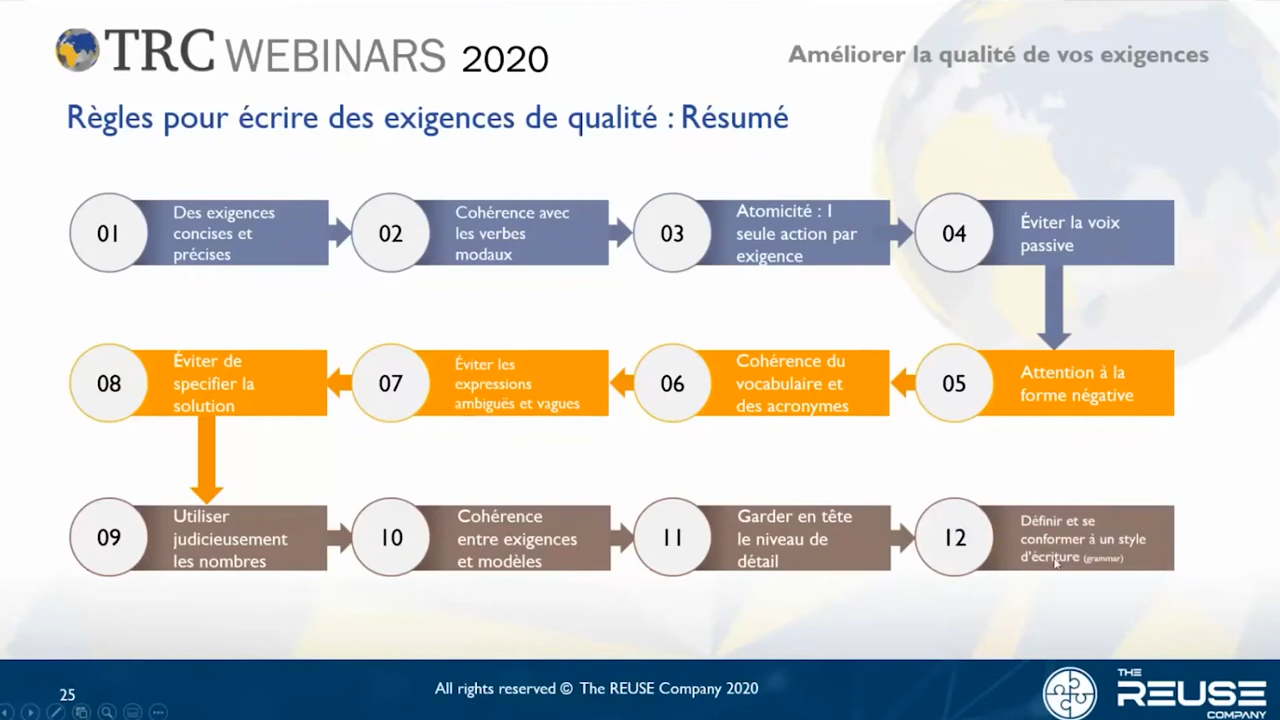 TRC WEBINARS 2020
Améliorer la qualité de vos exigences
Règles pour écrire des exigences de qualité : Résumé
01
Des exigences
concises et
précises
02
Cohérence avec
les verbes
modaux
03
Atomicité : 1
seule action par
exigence
04
Éviter la voix
passive
08
Éviter de
specifier la
solution
07
Éviter les
expressions
ambiguës et vagues
06
Cohérence du
vocabulaire et
des acronymes
05
Attention à la
forme négative
09
Utiliser
judicieusement
les nombres
10
Cohérence
entre exigences
et modèles
11
Garder en tête
le niveau de
détail
12
Définir et se
conformer à un style
d'écriture (grammar)
25
All rights reserved © The REUSE Company 2020
THE
REUSE
COMPANY